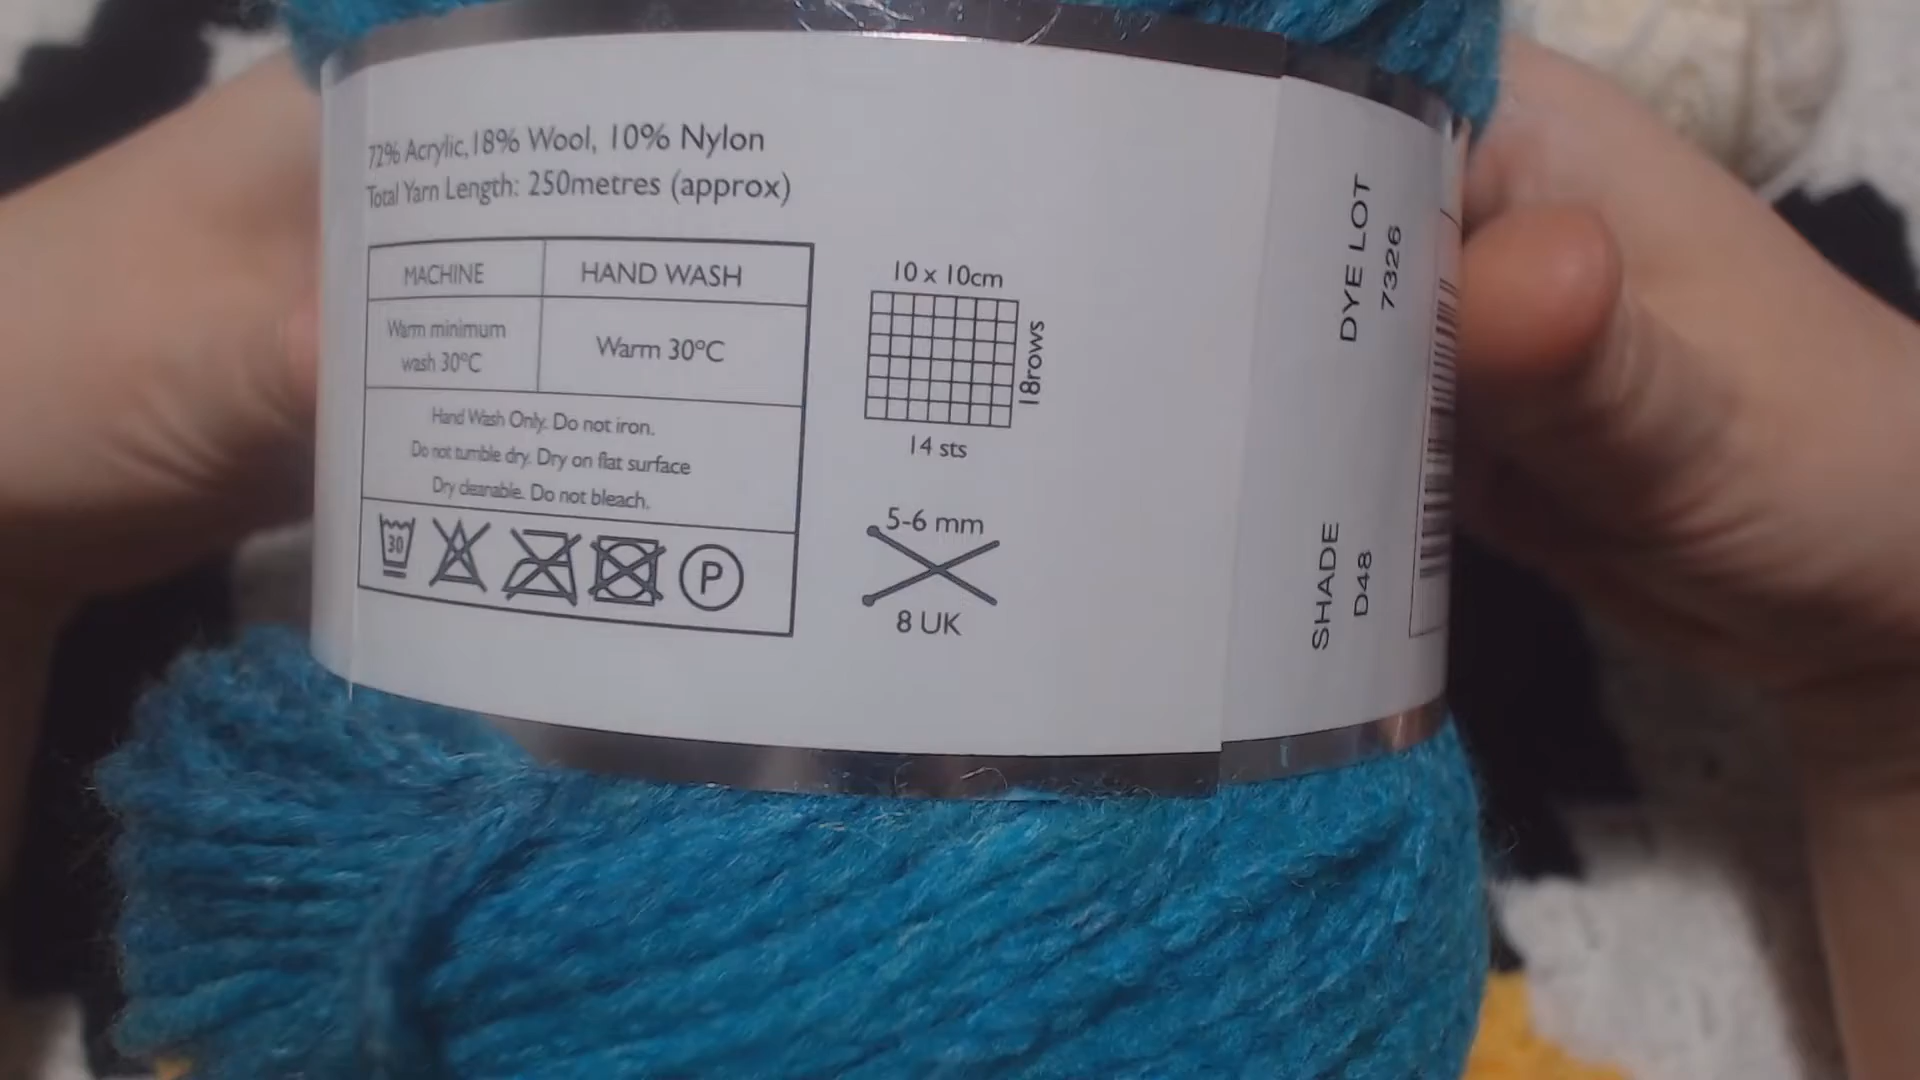 72% Acrylic, 18% Wool, 10% Nylon
Total Yarn Length: 250metres (approx)
MACHINE
HAND WASH
Warm minimum
wash 30°C
Warm 30°C
Hand Wash Only. Do not iron.
Do not tumble dry. Dry on flat surface
Dry cleanable. Do not bleach.
30
P
10 x 10cm
18rows
14 sts
5-6 mm
8 UK
DYE LOT
7326
SHADE
D48